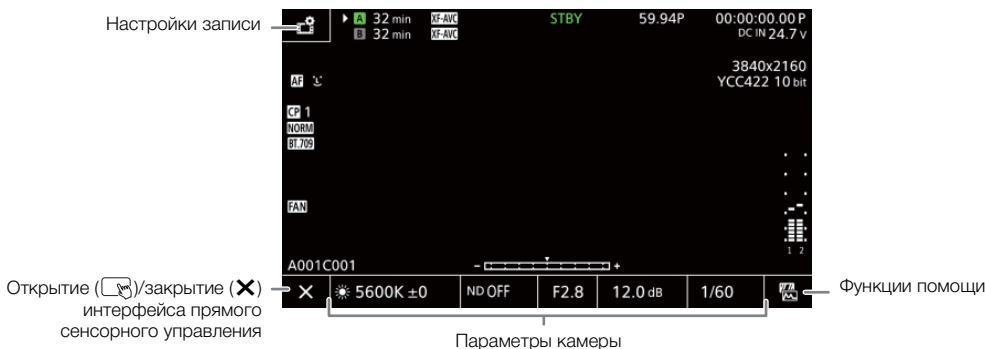 Настройки записи
A 32 min XF-AVC STBY 59.94P 00:00:00.00 P
B 32 min XF-AVC DC IN 24.7 V
3840x2160
AF
YCC422 10 bit
CP 1
NORM
BT.709
FAN
1 2
A001C001 - +
Открытие ( )/закрытие (✕)
интерфейса прямого
сенсорного управления
✕ 5600K ±0 ND OFF F2.8 12.0 dB 1/60
Функции помощи
Параметры камеры